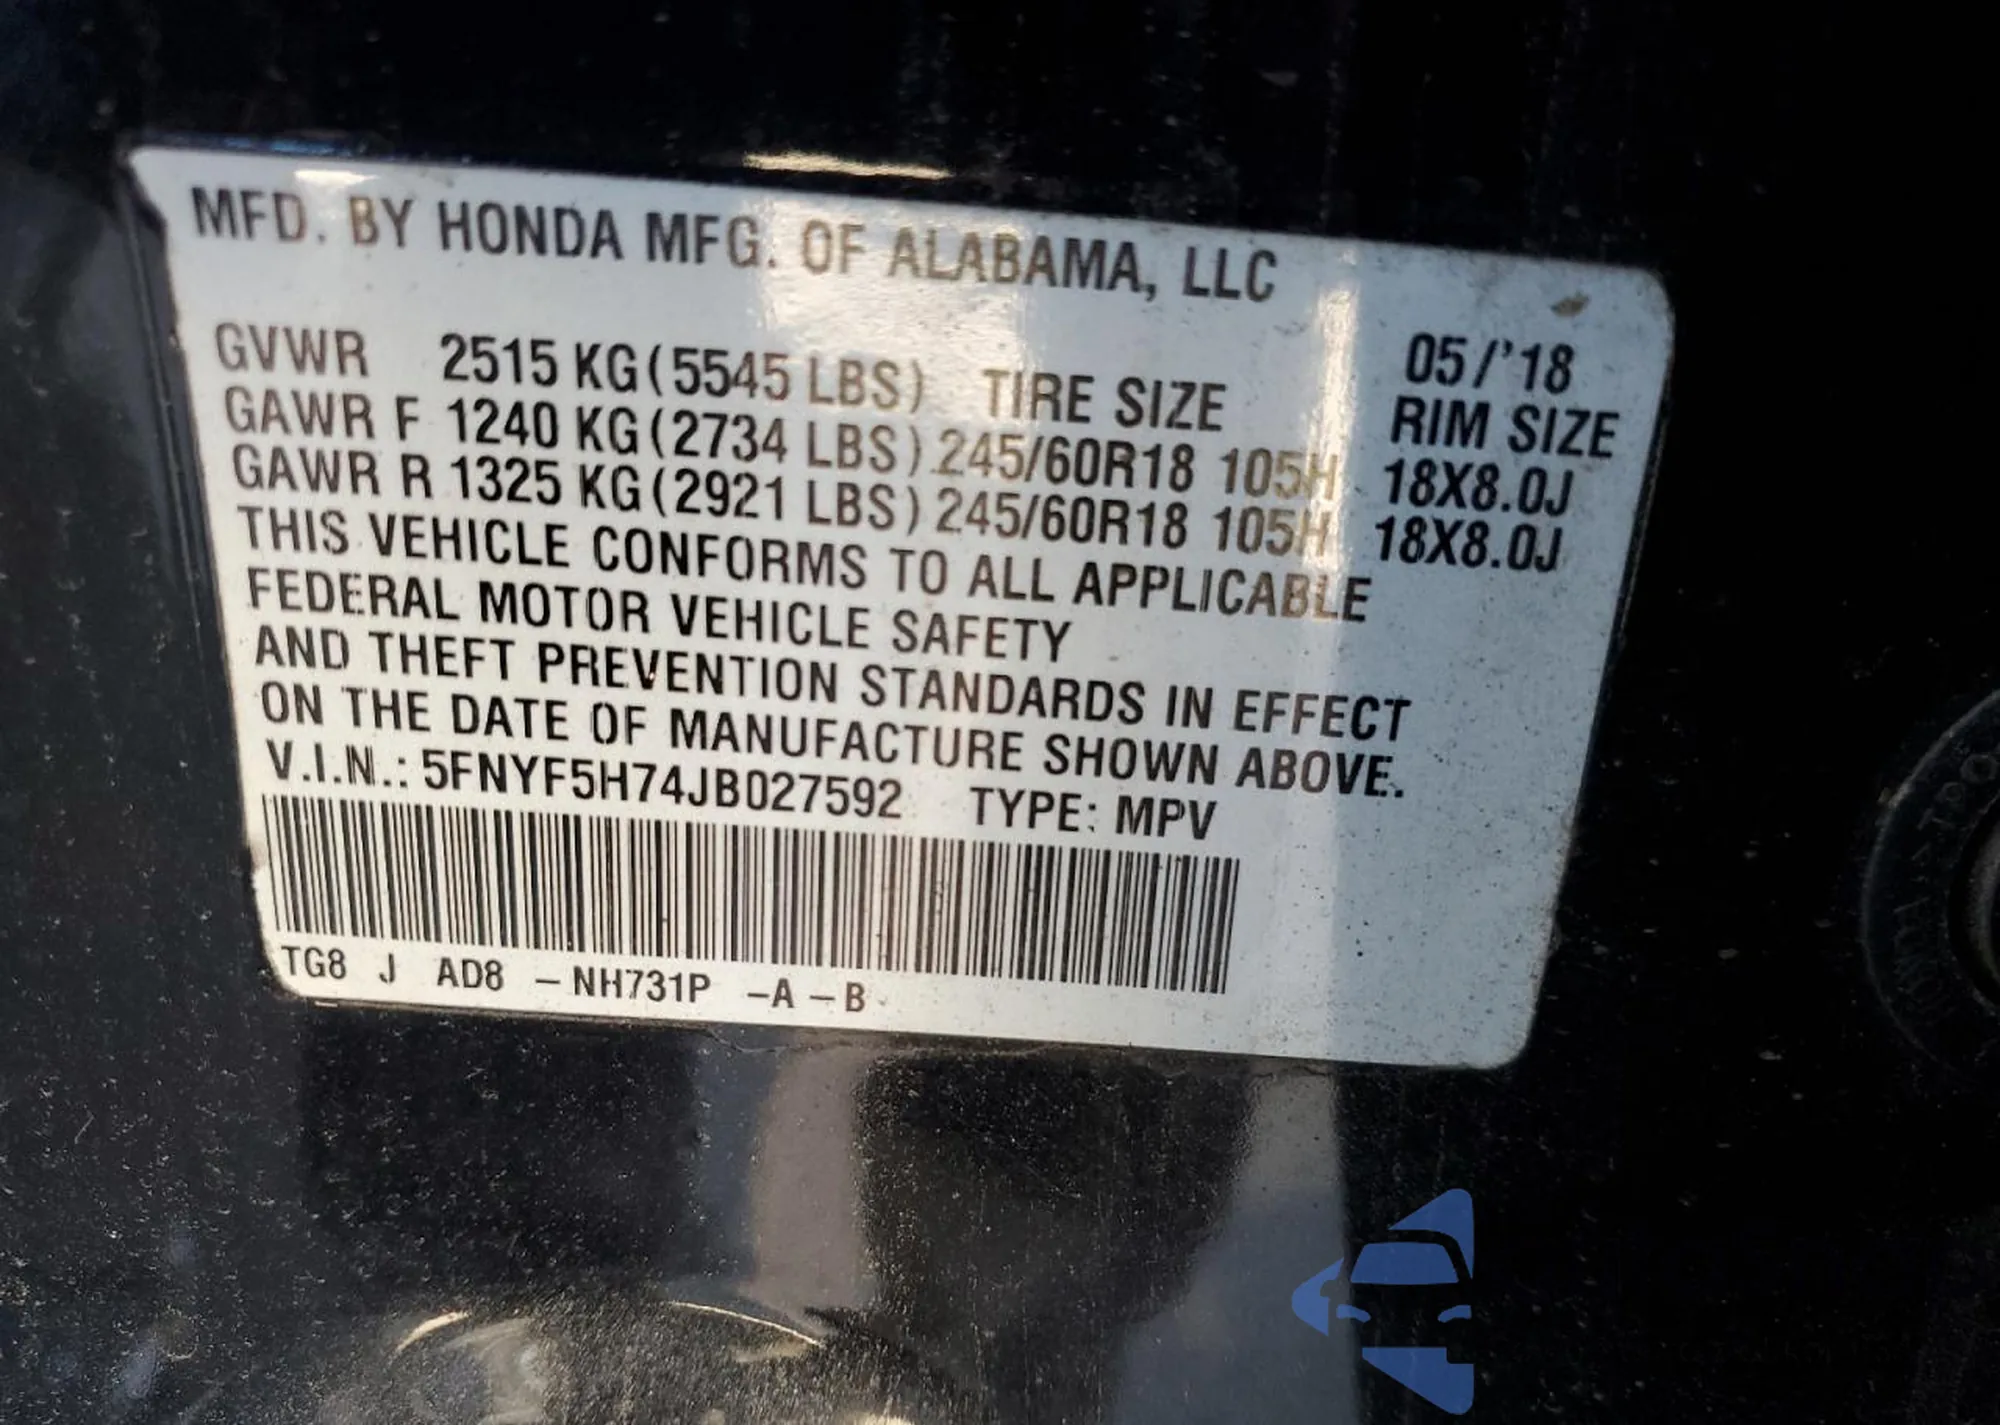 MFD. BY HONDA MFG. OF ALABAMA, LLC
05/'18
GVWR 2515 KG (5545 LBS) TIRE SIZE RIM SIZE
GAWR F 1240 KG (2734 LBS) 245/60R18 105H 18X8.0J
GAWR R 1325 KG (2921 LBS) 245/60R18 105H 18X8.0J
THIS VEHICLE CONFORMS TO ALL APPLICABLE
FEDERAL MOTOR VEHICLE SAFETY
AND THEFT PREVENTION STANDARDS IN EFFECT
ON THE DATE OF MANUFACTURE SHOWN ABOVE.
V.I.N.: 5FNYF5H74JB027592 TYPE: MPV
TG8 J AD8 -NH731P -A -B